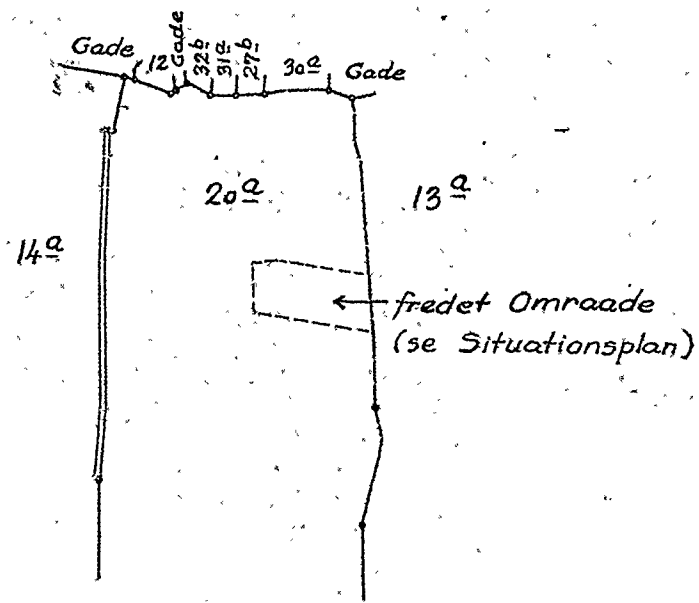 Gade
12
Gade
32b
31a
27b
30a
Gade
20a
13a
14a
fredet Omraade
(se Situationsplan)